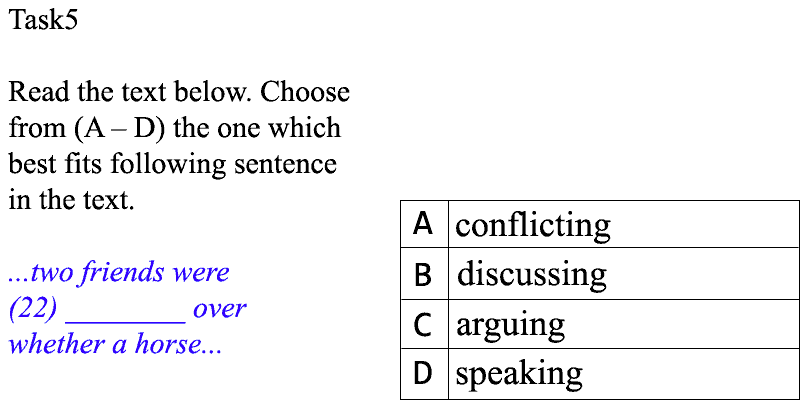 Task5
Read the text below. Choose
from (A – D) the one which
best fits following sentence
in the text.
...two friends were
(22) ________ over
whether a horse...
A conflicting
B discussing
C arguing
D speaking